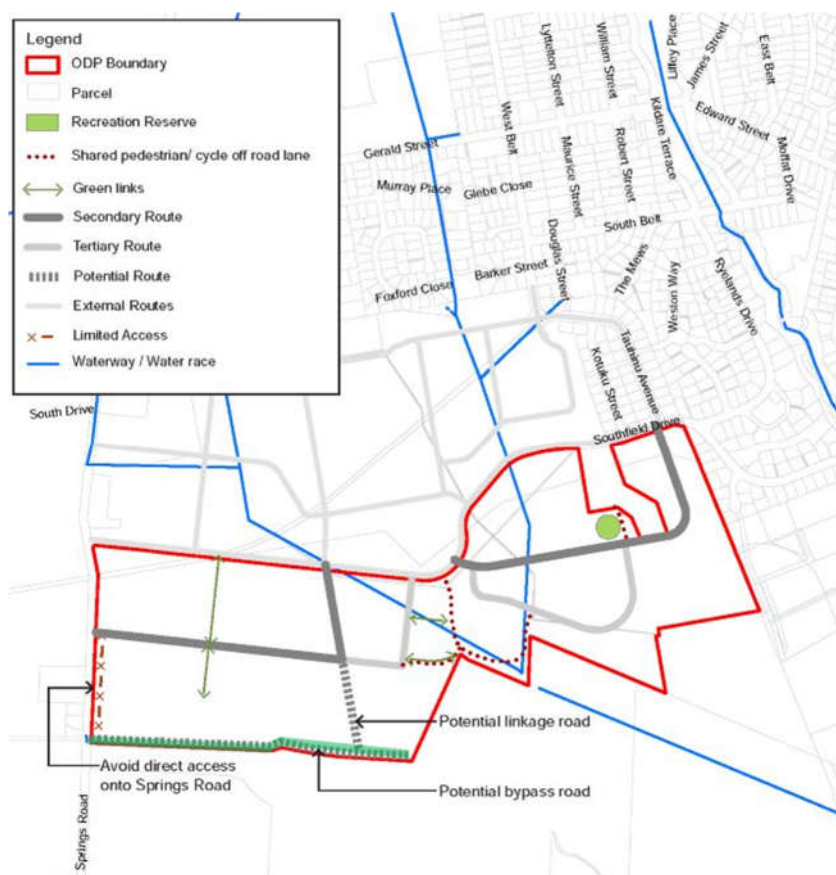 Legend
ODP Boundary
Parcel
Recreation Reserve
Shared pedestrian/ cycle off road lane
Green links
Secondary Route
Tertiary Route
Potential Route
External Routes
Limited Access
Waterway / Water race
Lyttelton Street
William Street
Lilley Place
James Street
East Belt
West Belt
Kildare Terrace
Edward Street
Moffat Drive
Gerald Street
Maurice Street
Robert Street
Murray Place
Glebe Close
South Belt
Douglas Street
The Mews
Weston Way
Ryelands Drive
Barker Street
Foxford Close
Tauhinu Avenue
Kotuku Street
Southfield Drive
South Drive
Potential linkage road
Avoid direct access
onto Springs Road
Potential bypass road
Springs Road